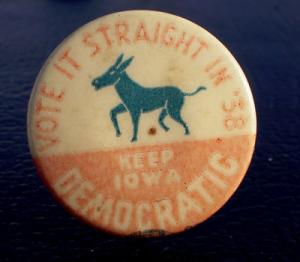 VOTE IT STRAIGHT IN '38
KEEP
IOWA
DEMOCRATIC